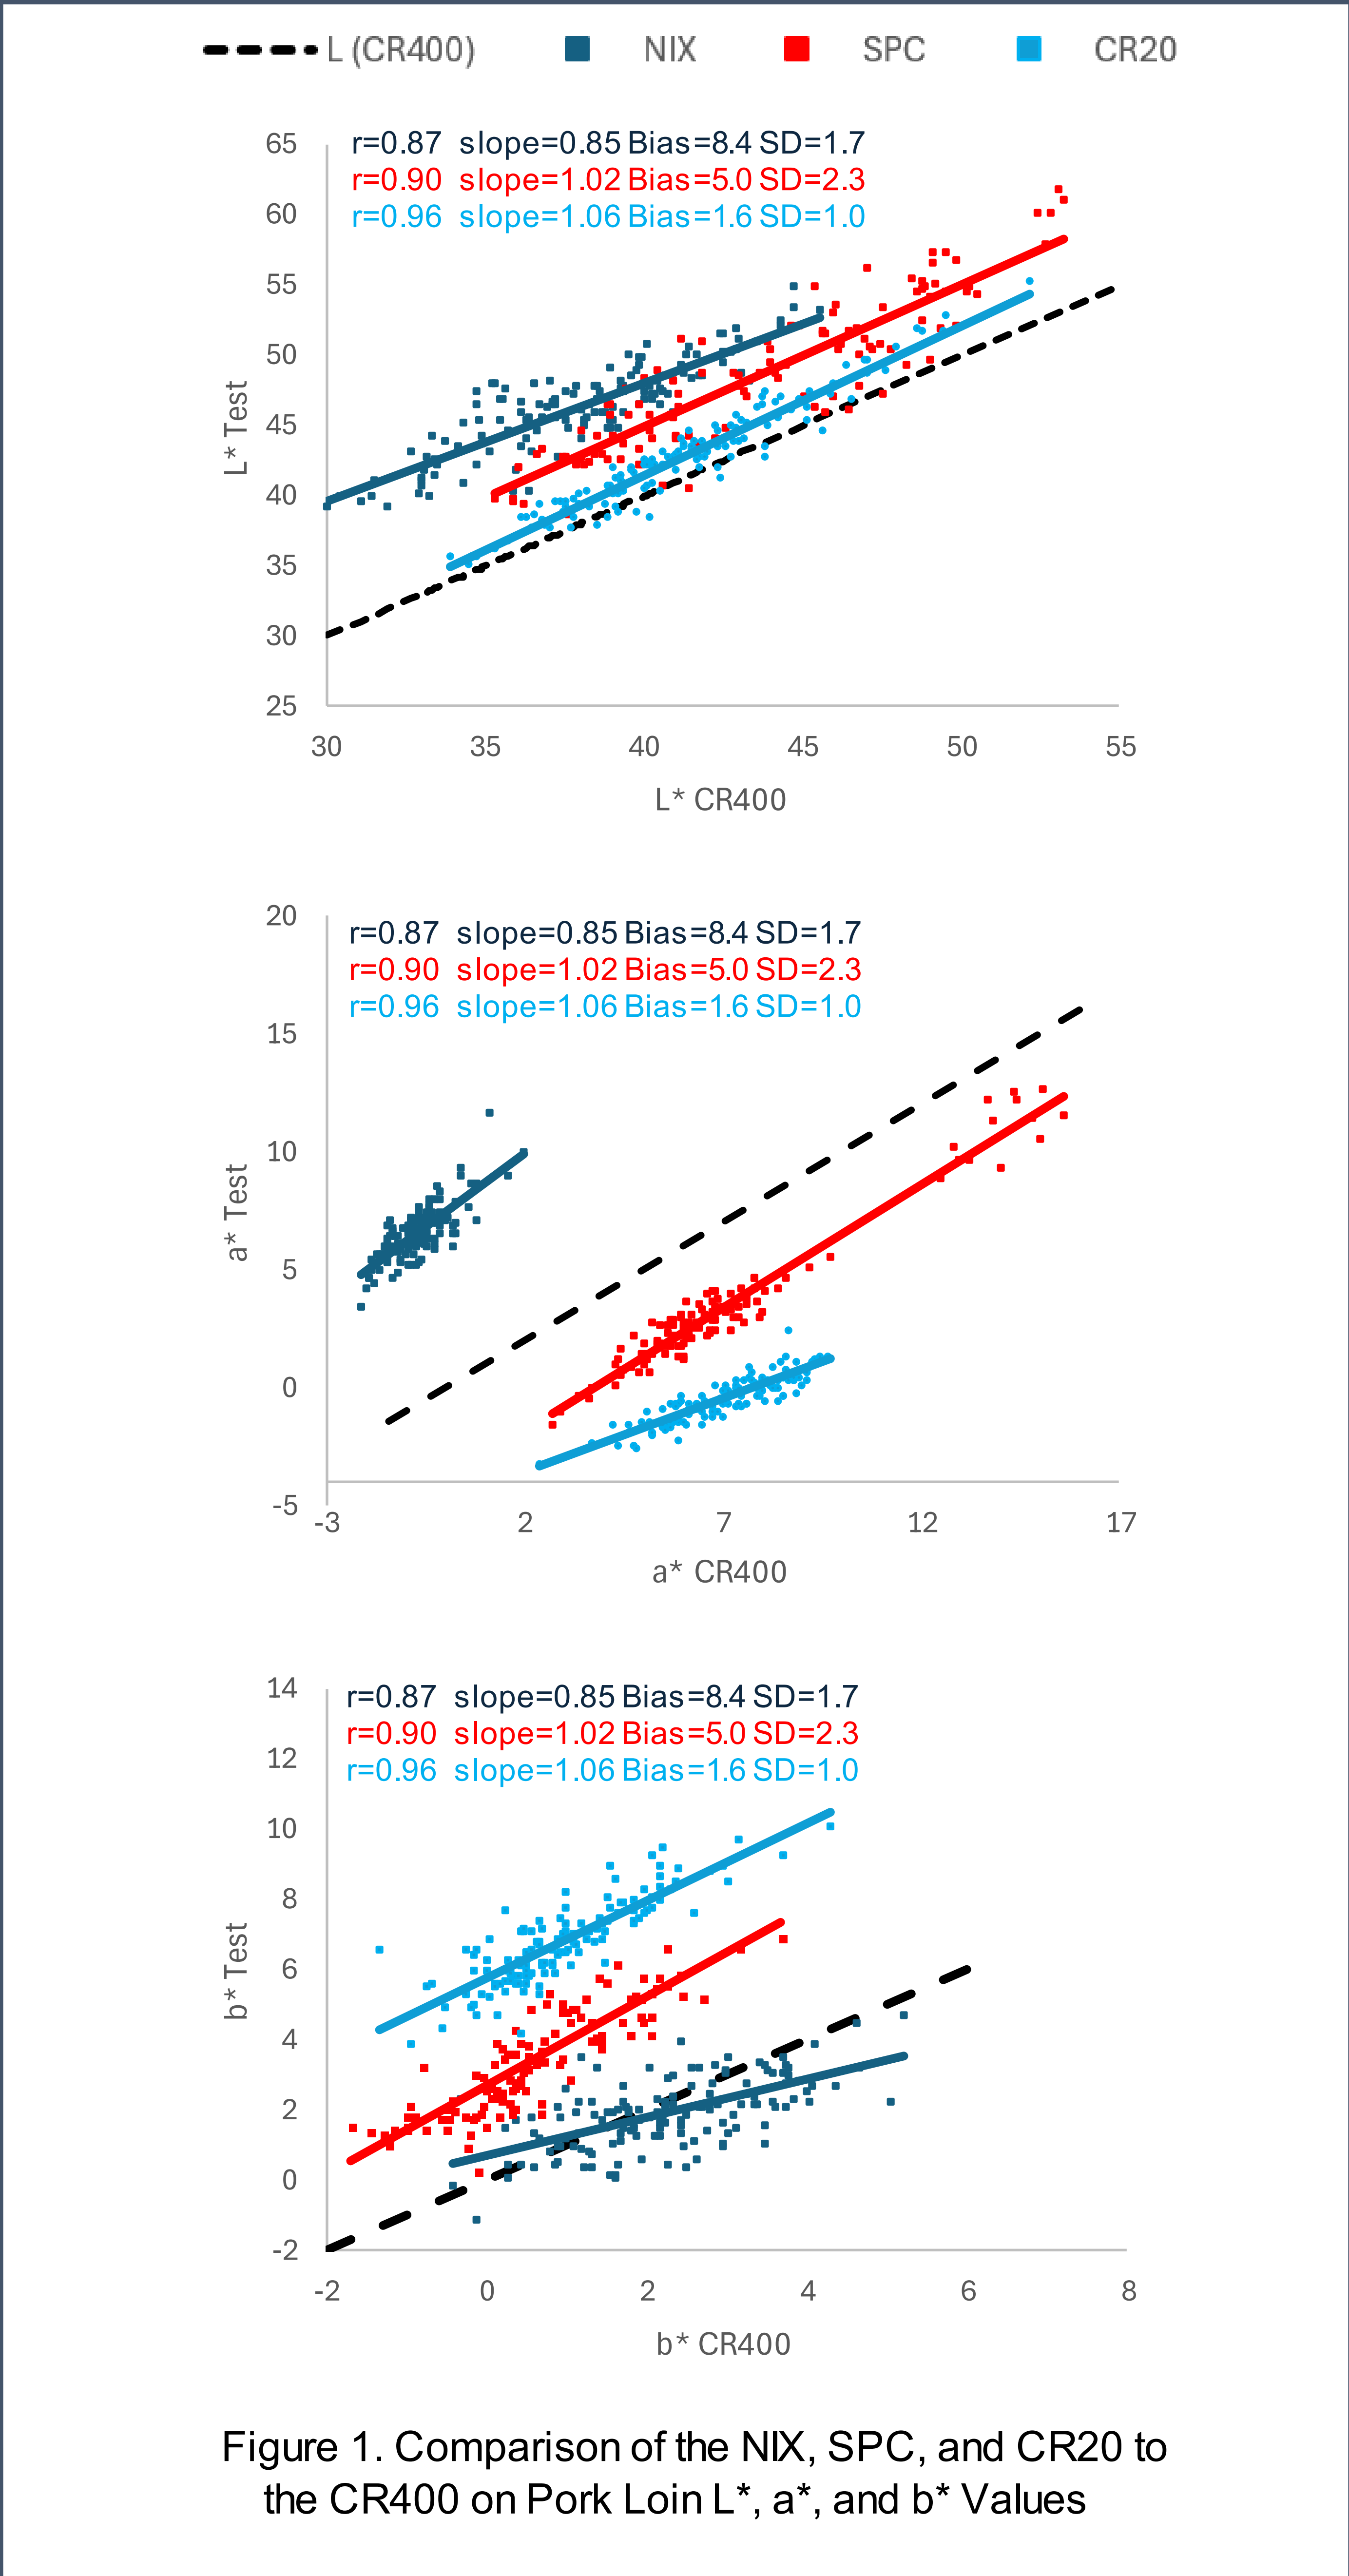 L (CR400) NIX SPC CR20
r=0.87 slope=0.85 Bias=8.4 SD=1.7
r=0.90 slope=1.02 Bias=5.0 SD=2.3
r=0.96 slope=1.06 Bias=1.6 SD=1.0
65
60
55
50
45
40
35
30
25
L* Test
30 35 40 45 50 55
L* CR400
r=0.87 slope=0.85 Bias=8.4 SD=1.7
r=0.90 slope=1.02 Bias=5.0 SD=2.3
r=0.96 slope=1.06 Bias=1.6 SD=1.0
20
15
10
5
0
-5
a* Test
-3 2 7 12 17
a* CR400
r=0.87 slope=0.85 Bias=8.4 SD=1.7
r=0.90 slope=1.02 Bias=5.0 SD=2.3
r=0.96 slope=1.06 Bias=1.6 SD=1.0
14
12
10
8
6
4
2
0
-2
b* Test
-2 0 2 4 6 8
b* CR400
Figure 1. Comparison of the NIX, SPC, and CR20 to
the CR400 on Pork Loin L*, a*, and b* Values